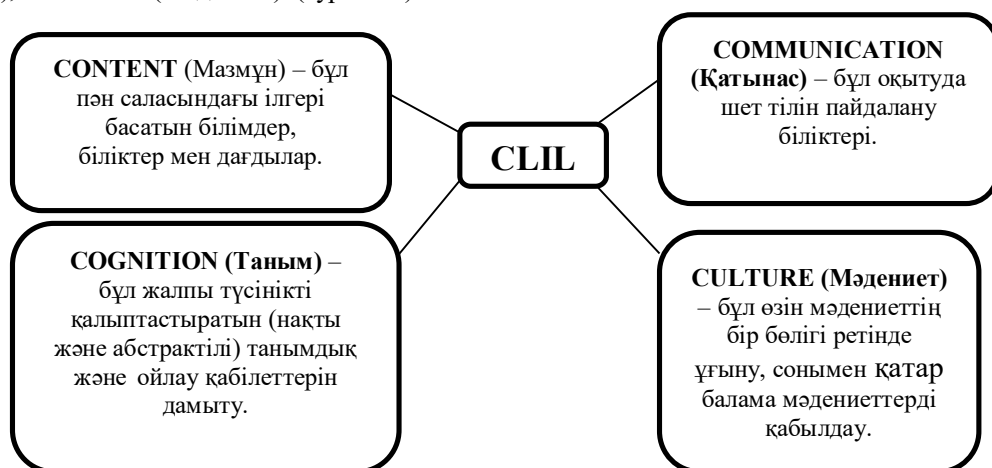 CONTENT (Мазмұн) – бұл
пән саласындағы ілгері
басатын білімдер,
біліктер мен дағдылар.
COMMUNICATION
(Қатынас) – бұл оқытуда
шет тілін пайдалану
біліктері.
CLIL
COGNITION (Таным) –
бұл жалпы түсінікті
қалыптастыратын (нақты
және абстрактілі) танымдық
және ойлау қабілеттерін
дамыту.
CULTURE (Мәдениет)
– бұл өзін мәдениеттің
бір бөлігі ретінде
ұғыну, сонымен қатар
балама мәдениеттерді
қабылдау.